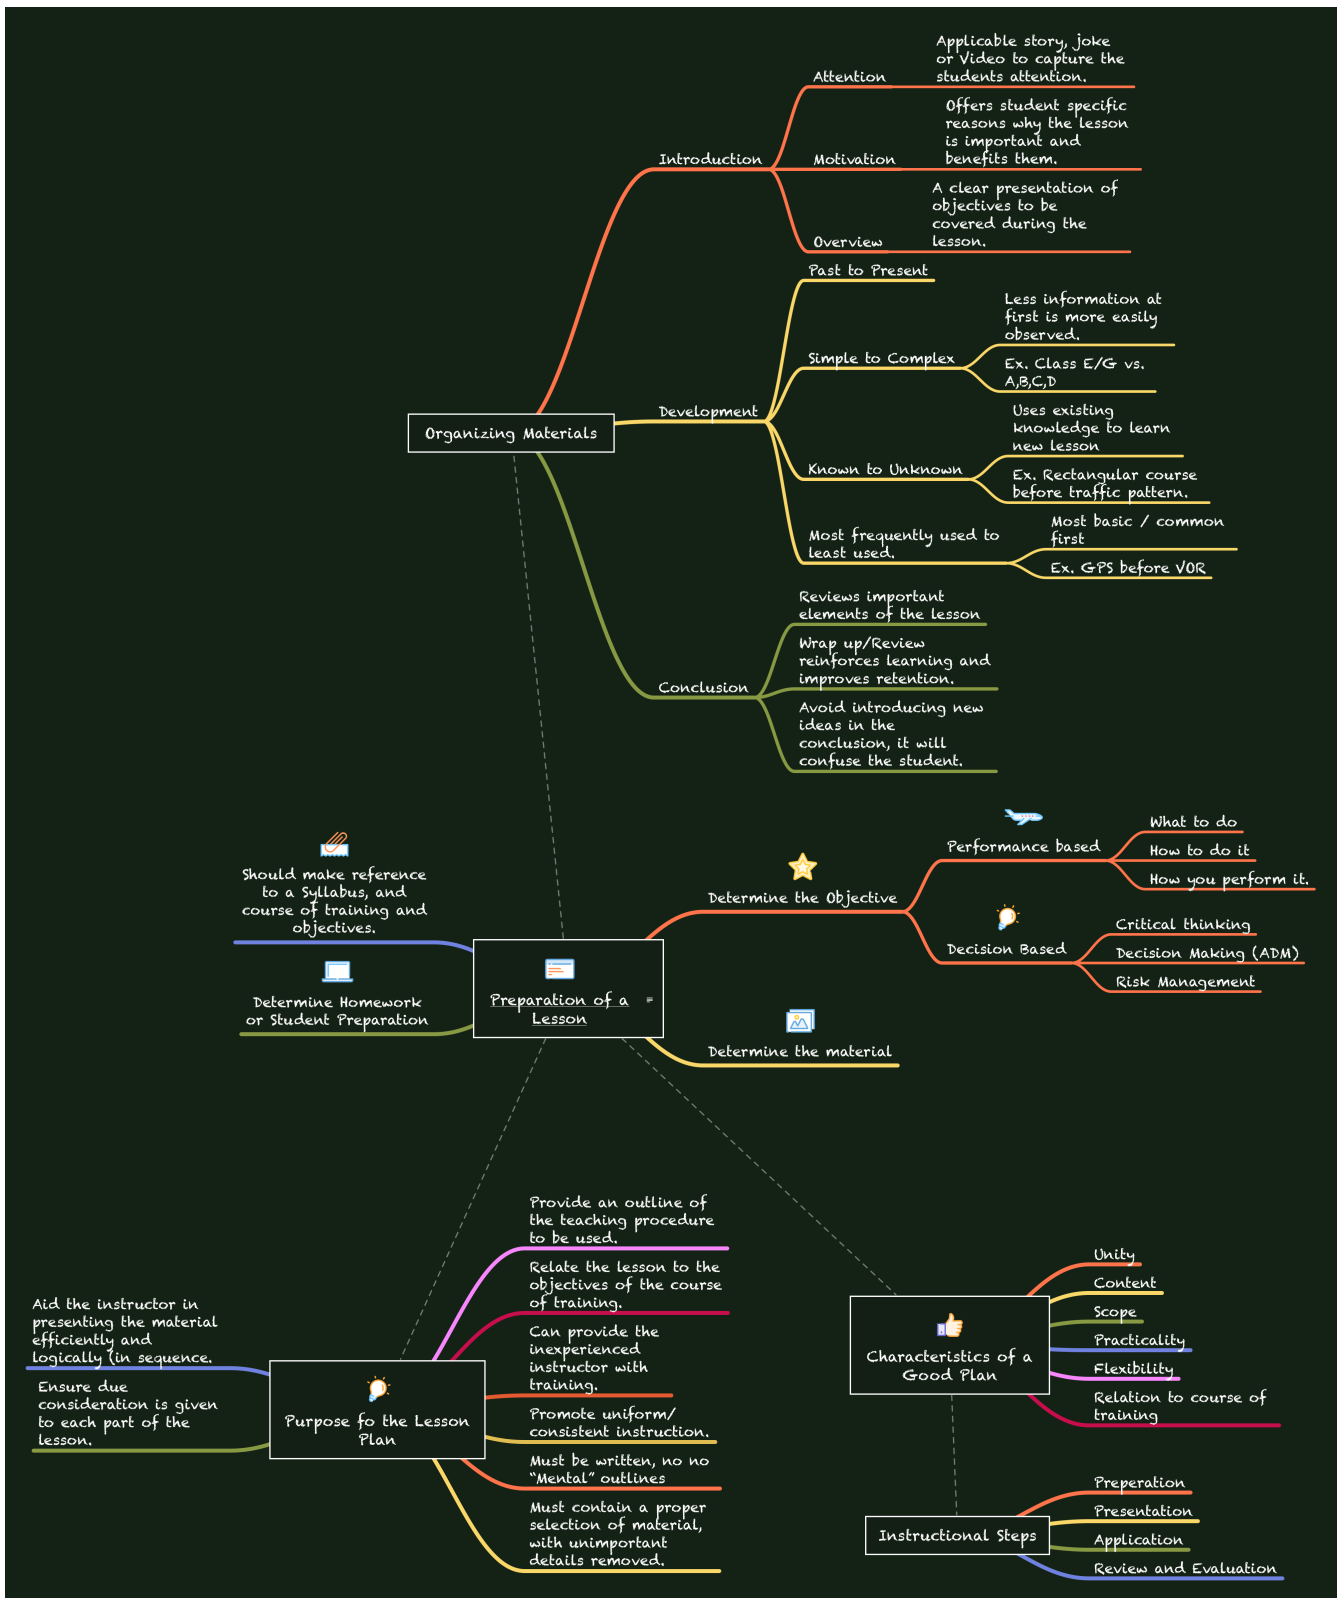 Applicable story, joke
or Video to capture the
students attention.
Attention
Offers student specific
reasons why the lesson
is important and
benefits them.
Introduction
Motivation
A clear presentation of
objectives to be
covered during the
lesson.
Overview
Past to Present
Less information at
first is more easily
observed.
Simple to Complex
Ex. Class E/G vs.
A,B,C,D
Organizing Materials
Development
Uses existing
knowledge to learn
new lesson
Known to Unknown
Ex. Rectangular course
before traffic pattern.
Most frequently used to
least used.
Most basic / common
first
Ex. GPS before VOR
Reviews important
elements of the lesson
Wrap up/Review
reinforces learning and
improves retention.
Conclusion
Avoid introducing new
ideas in the
conclusion, it will
confuse the student.
Should make reference
to a Syllabus, and
course of training and
objectives.
Determine Homework
or Student Preparation
Preparation of a
Lesson
Determine the Objective
Performance based
What to do
How to do it
How you perform it.
Decision Based
Critical thinking
Decision Making (ADM)
Risk Management
Determine the material
Provide an outline of
the teaching procedure
to be used.
Relate the lesson to the
objectives of the course
of training.
Can provide the
inexperienced
instructor with
training.
Promote uniform/
consistent instruction.
Must be written, no no
“Mental” outlines
Must contain a proper
selection of material,
with unimportant
details removed.
Aid the instructor in
presenting the material
efficiently and
logically (in sequence.
Ensure due
consideration is given
to each part of the
lesson.
Purpose fo the Lesson
Plan
Characteristics of a
Good Plan
Unity
Content
Scope
Practicality
Flexibility
Relation to course of
training
Instructional Steps
Preperation
Presentation
Application
Review and Evaluation